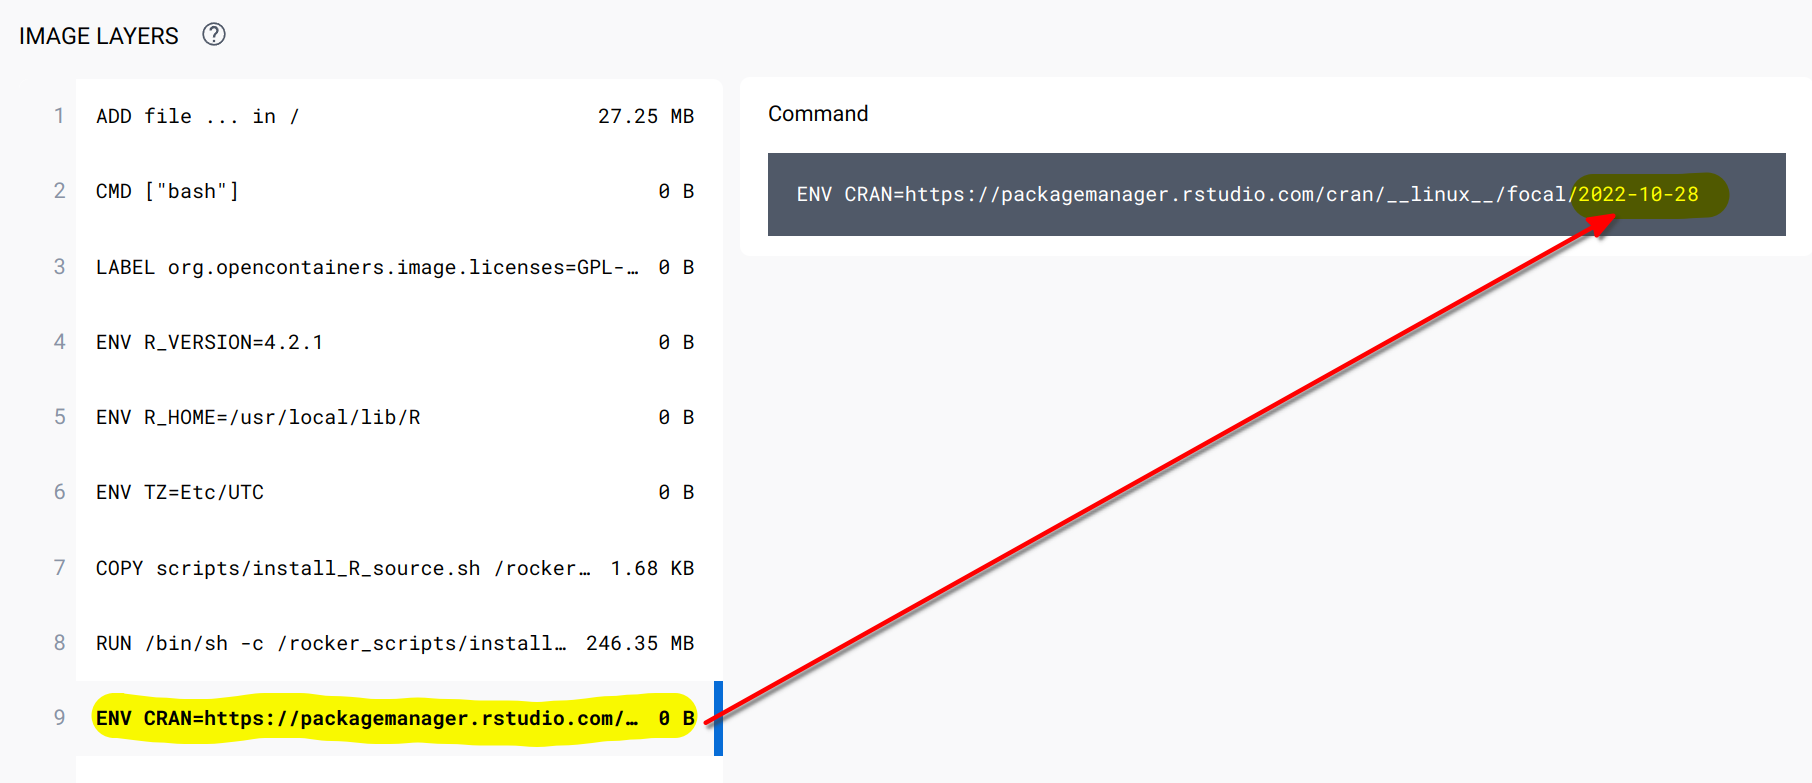 IMAGE LAYERS ?
1 ADD file ... in / 27.25 MB
2 CMD ["bash"] 0 B
3 LABEL org.opencontainers.image.licenses=GPL-… 0 B
4 ENV R_VERSION=4.2.1 0 B
5 ENV R_HOME=/usr/local/lib/R 0 B
6 ENV TZ=Etc/UTC 0 B
7 COPY scripts/install_R_source.sh /rocker… 1.68 KB
8 RUN /bin/sh -c /rocker_scripts/install… 246.35 MB
9 ENV CRAN=https://packagemanager.rstudio.com/… 0 B
Command
ENV CRAN=https://packagemanager.rstudio.com/cran/__linux__/focal/2022-10-28